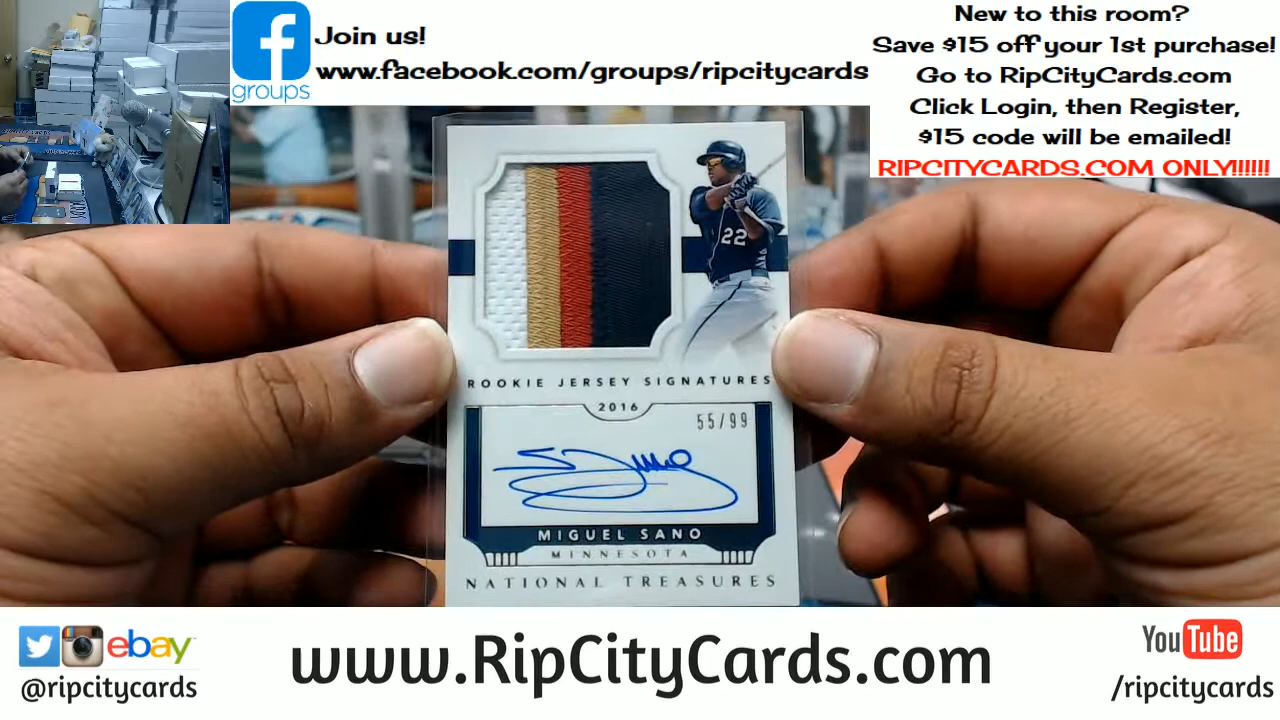 Join us!
www.facebook.com/groups/ripcitycards
groups
New to this room?
Save $15 off your 1st purchase!
Go to RipCityCards.com
Click Login, then Register,
$15 code will be emailed!
RIPCITYCARDS.COM ONLY!!!!!!
22
ROOKIE JERSEY SIGNATURES
2016
55/99
MIGUEL SANO
MINNESOTA
NATIONAL TREASURES
ebay
@ripcitycards
www.RipCityCards.com
YouTube
/ripcitycards